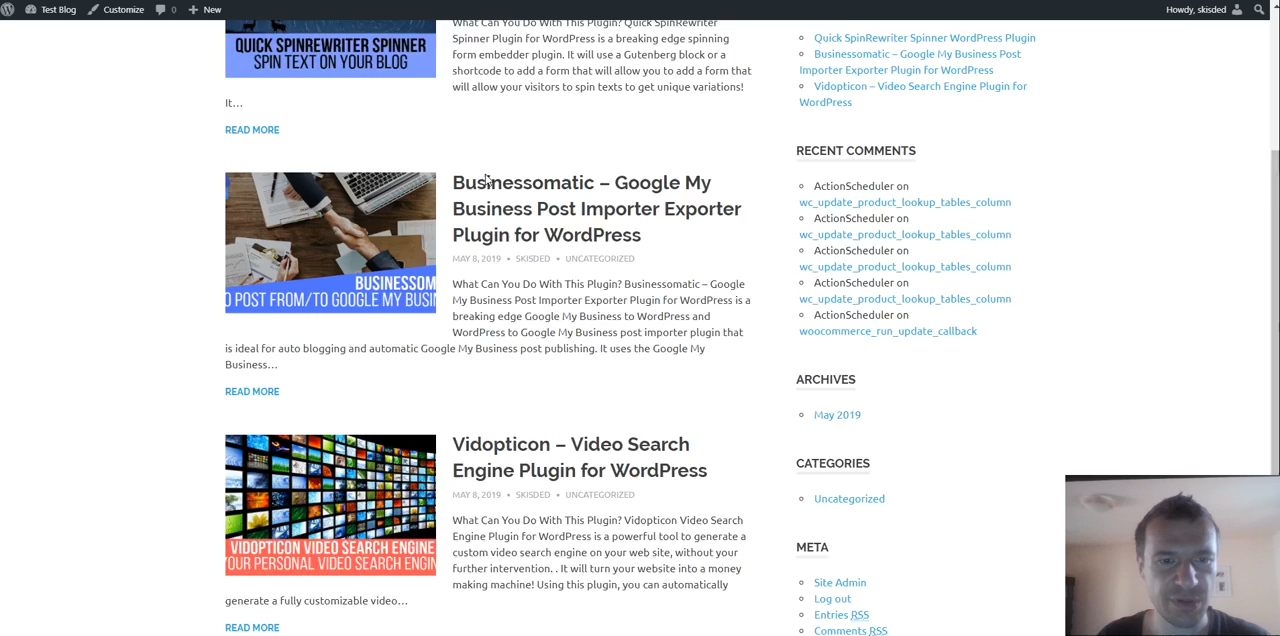 Test Blog Customize 0 New Howdy, skisded
QUICK SPINREWRITER SPINNER
SPIN TEXT ON YOUR BLOG
What Can You Do With This Plugin? Quick SpinRewriter
Spinner Plugin for WordPress is a breaking edge spinning
form embedder plugin. It will use a Gutenberg block or a
shortcode to add a form that will allow you to add a form that
will allow your visitors to spin texts to get unique variations!
It…
READ MORE
BUSINESSOM
O POST FROM/TO GOOGLE MY BUSI
Businessomatic – Google My
Business Post Importer Exporter
Plugin for WordPress
MAY 8, 2019 • SKISDED • UNCATEGORIZED
What Can You Do With This Plugin? Businessomatic – Google
My Business Post Importer Exporter Plugin for WordPress is a
breaking edge Google My Business to WordPress and
WordPress to Google My Business post importer plugin that
is ideal for auto blogging and automatic Google My Business post publishing. It uses the Google My
Business…
READ MORE
VIDOPTICON VIDEO SEARCH ENGINE
YOUR PERSONAL VIDEO SEARCH ENGIN
Vidopticon – Video Search
Engine Plugin for WordPress
MAY 8, 2019 • SKISDED • UNCATEGORIZED
What Can You Do With This Plugin? Vidopticon Video Search
Engine Plugin for WordPress is a powerful tool to generate a
custom video search engine on your web site, without your
further intervention. . It will turn your website into a money
making machine! Using this plugin, you can automatically
generate a fully customizable video…
READ MORE
Quick SpinRewriter Spinner WordPress Plugin
Businessomatic – Google My Business Post
Importer Exporter Plugin for WordPress
Vidopticon – Video Search Engine Plugin for
WordPress
RECENT COMMENTS
ActionScheduler on
wc_update_product_lookup_tables_column
ActionScheduler on
wc_update_product_lookup_tables_column
ActionScheduler on
wc_update_product_lookup_tables_column
ActionScheduler on
wc_update_product_lookup_tables_column
ActionScheduler on
woocommerce_run_update_callback
ARCHIVES
May 2019
CATEGORIES
Uncategorized
META
Site Admin
Log out
Entries RSS
Comments RSS